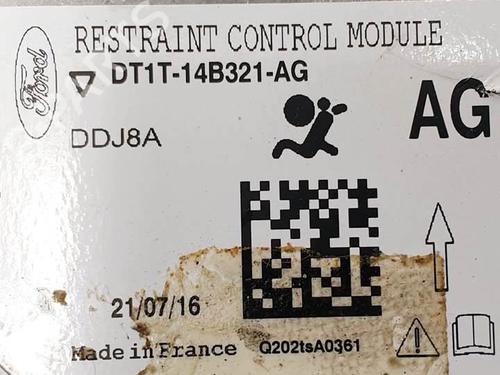 RESTRAINT CONTROL MODULE
Ford
DT1T-14B321-AG
AG
DDJ8A
21/07/16
Made in France
Q202tsA0361